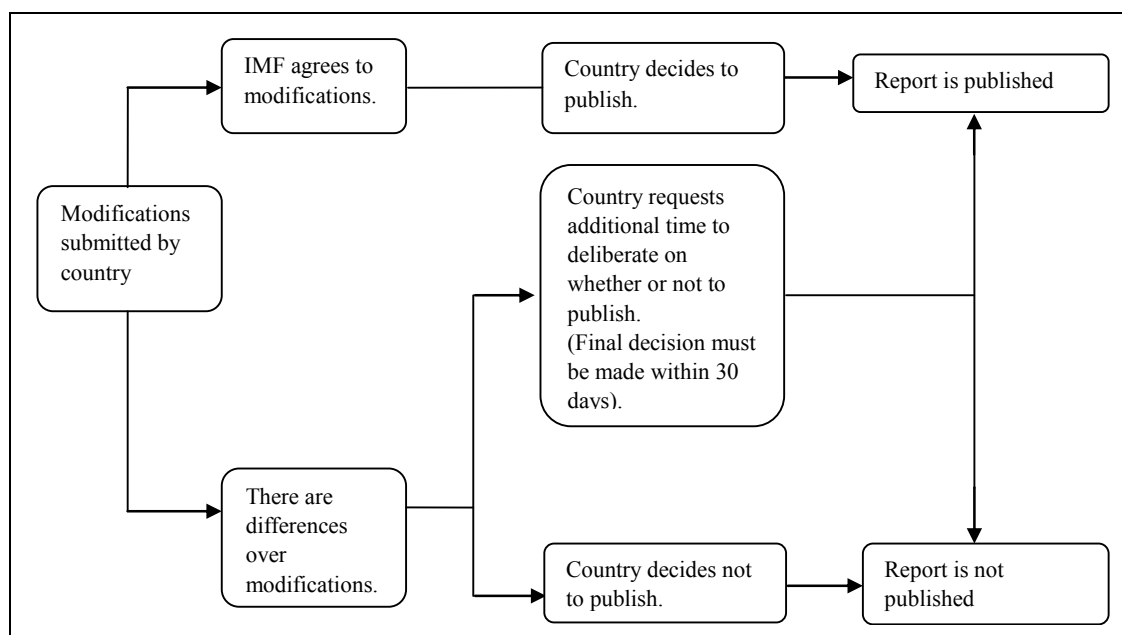 IMF agrees to
modifications.
Country decides to
publish.
Report is published
Modifications
submitted by
country
Country requests
additional time to
deliberate on
whether or not to
publish.
(Final decision must
be made within 30
days).
There are
differences
over
modifications.
Country decides not
to publish.
Report is not
published